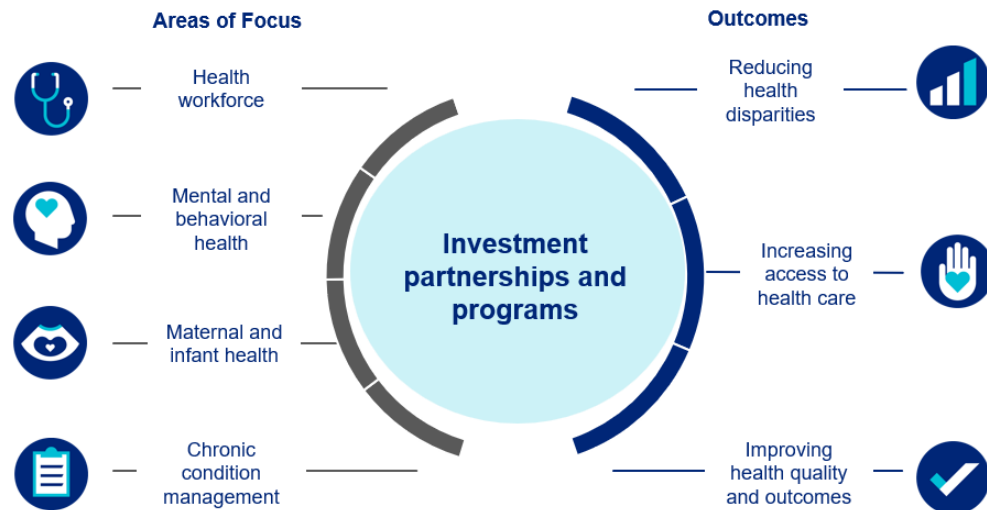 Areas of Focus
Health
workforce
Mental and
behavioral
health
Maternal and
infant health
Chronic
condition
management
Investment
partnerships and
programs
Outcomes
Reducing
health
disparities
Increasing
access to
health care
Improving
health quality
and outcomes